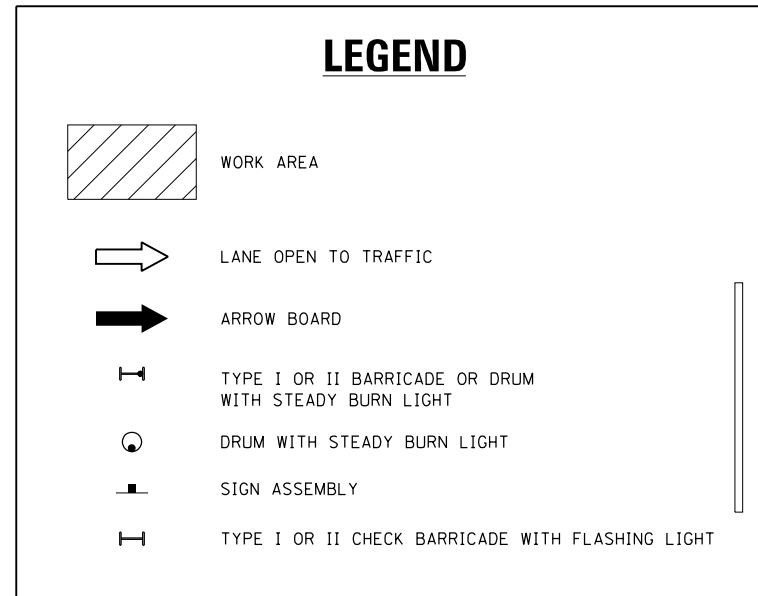 LEGEND
WORK AREA
LANE OPEN TO TRAFFIC
ARROW BOARD
TYPE I OR II BARRICADE OR DRUM
WITH STEADY BURN LIGHT
DRUM WITH STEADY BURN LIGHT
SIGN ASSEMBLY
TYPE I OR II CHECK BARRICADE WITH FLASHING LIGHT